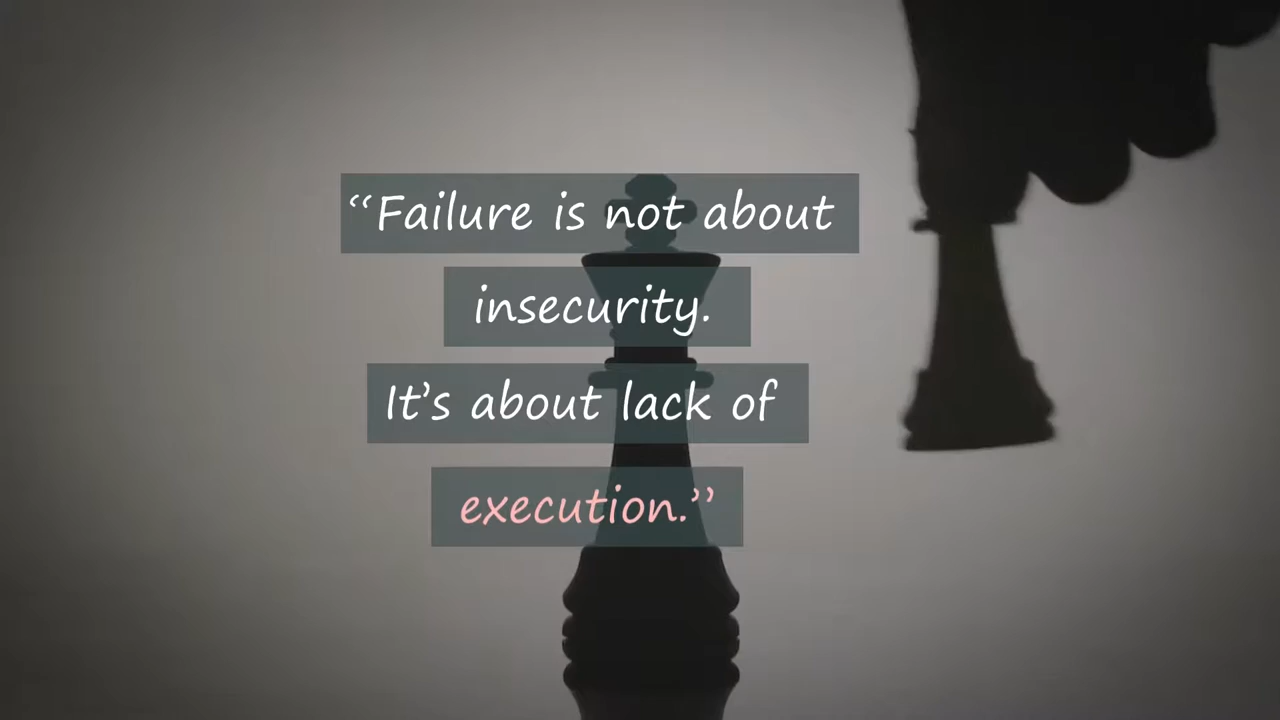 “Failure is not about
insecurity.
It’s about lack of
execution.”